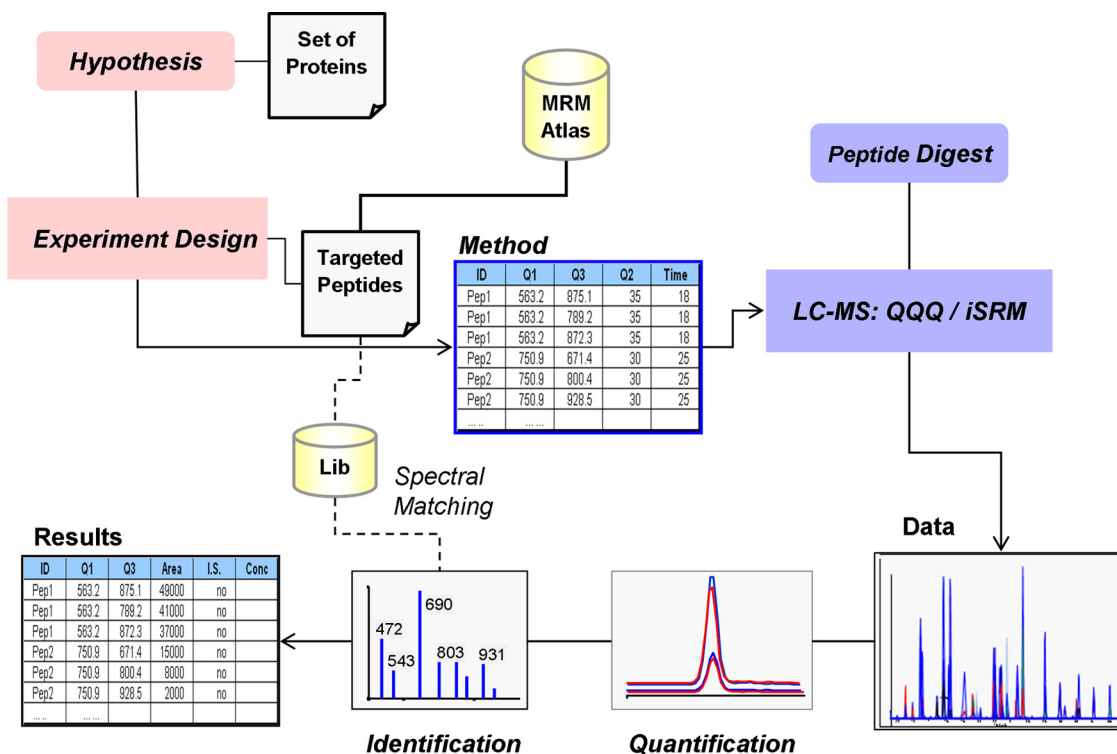 Hypothesis
Set of
Proteins
MRM
Atlas
Peptide Digest
Experiment Design
Targeted
Peptides
Method
ID Q1 Q3 Q2 Time
Pep1 563.2 875.1 35 18
Pep1 563.2 789.2 35 18
Pep1 563.2 872.3 35 18
Pep2 750.9 671.4 30 25
Pep2 750.9 800.4 30 25
Pep2 750.9 928.5 30 25
... .. ... ...
LC-MS: QQQ / iSRM
Lib
Spectral
Matching
Results
ID Q1 Q3 Area I.S. Conc
Pep1 563.2 875.1 49000 no
Pep1 563.2 789.2 41000 no
Pep1 563.2 872.3 37000 no
Pep2 750.9 671.4 15000 no
Pep2 750.9 800.4 8000 no
Pep2 750.9 928.5 2000 no
... .. ... ...
690
472
543
803
931
Data
Identification
Quantification